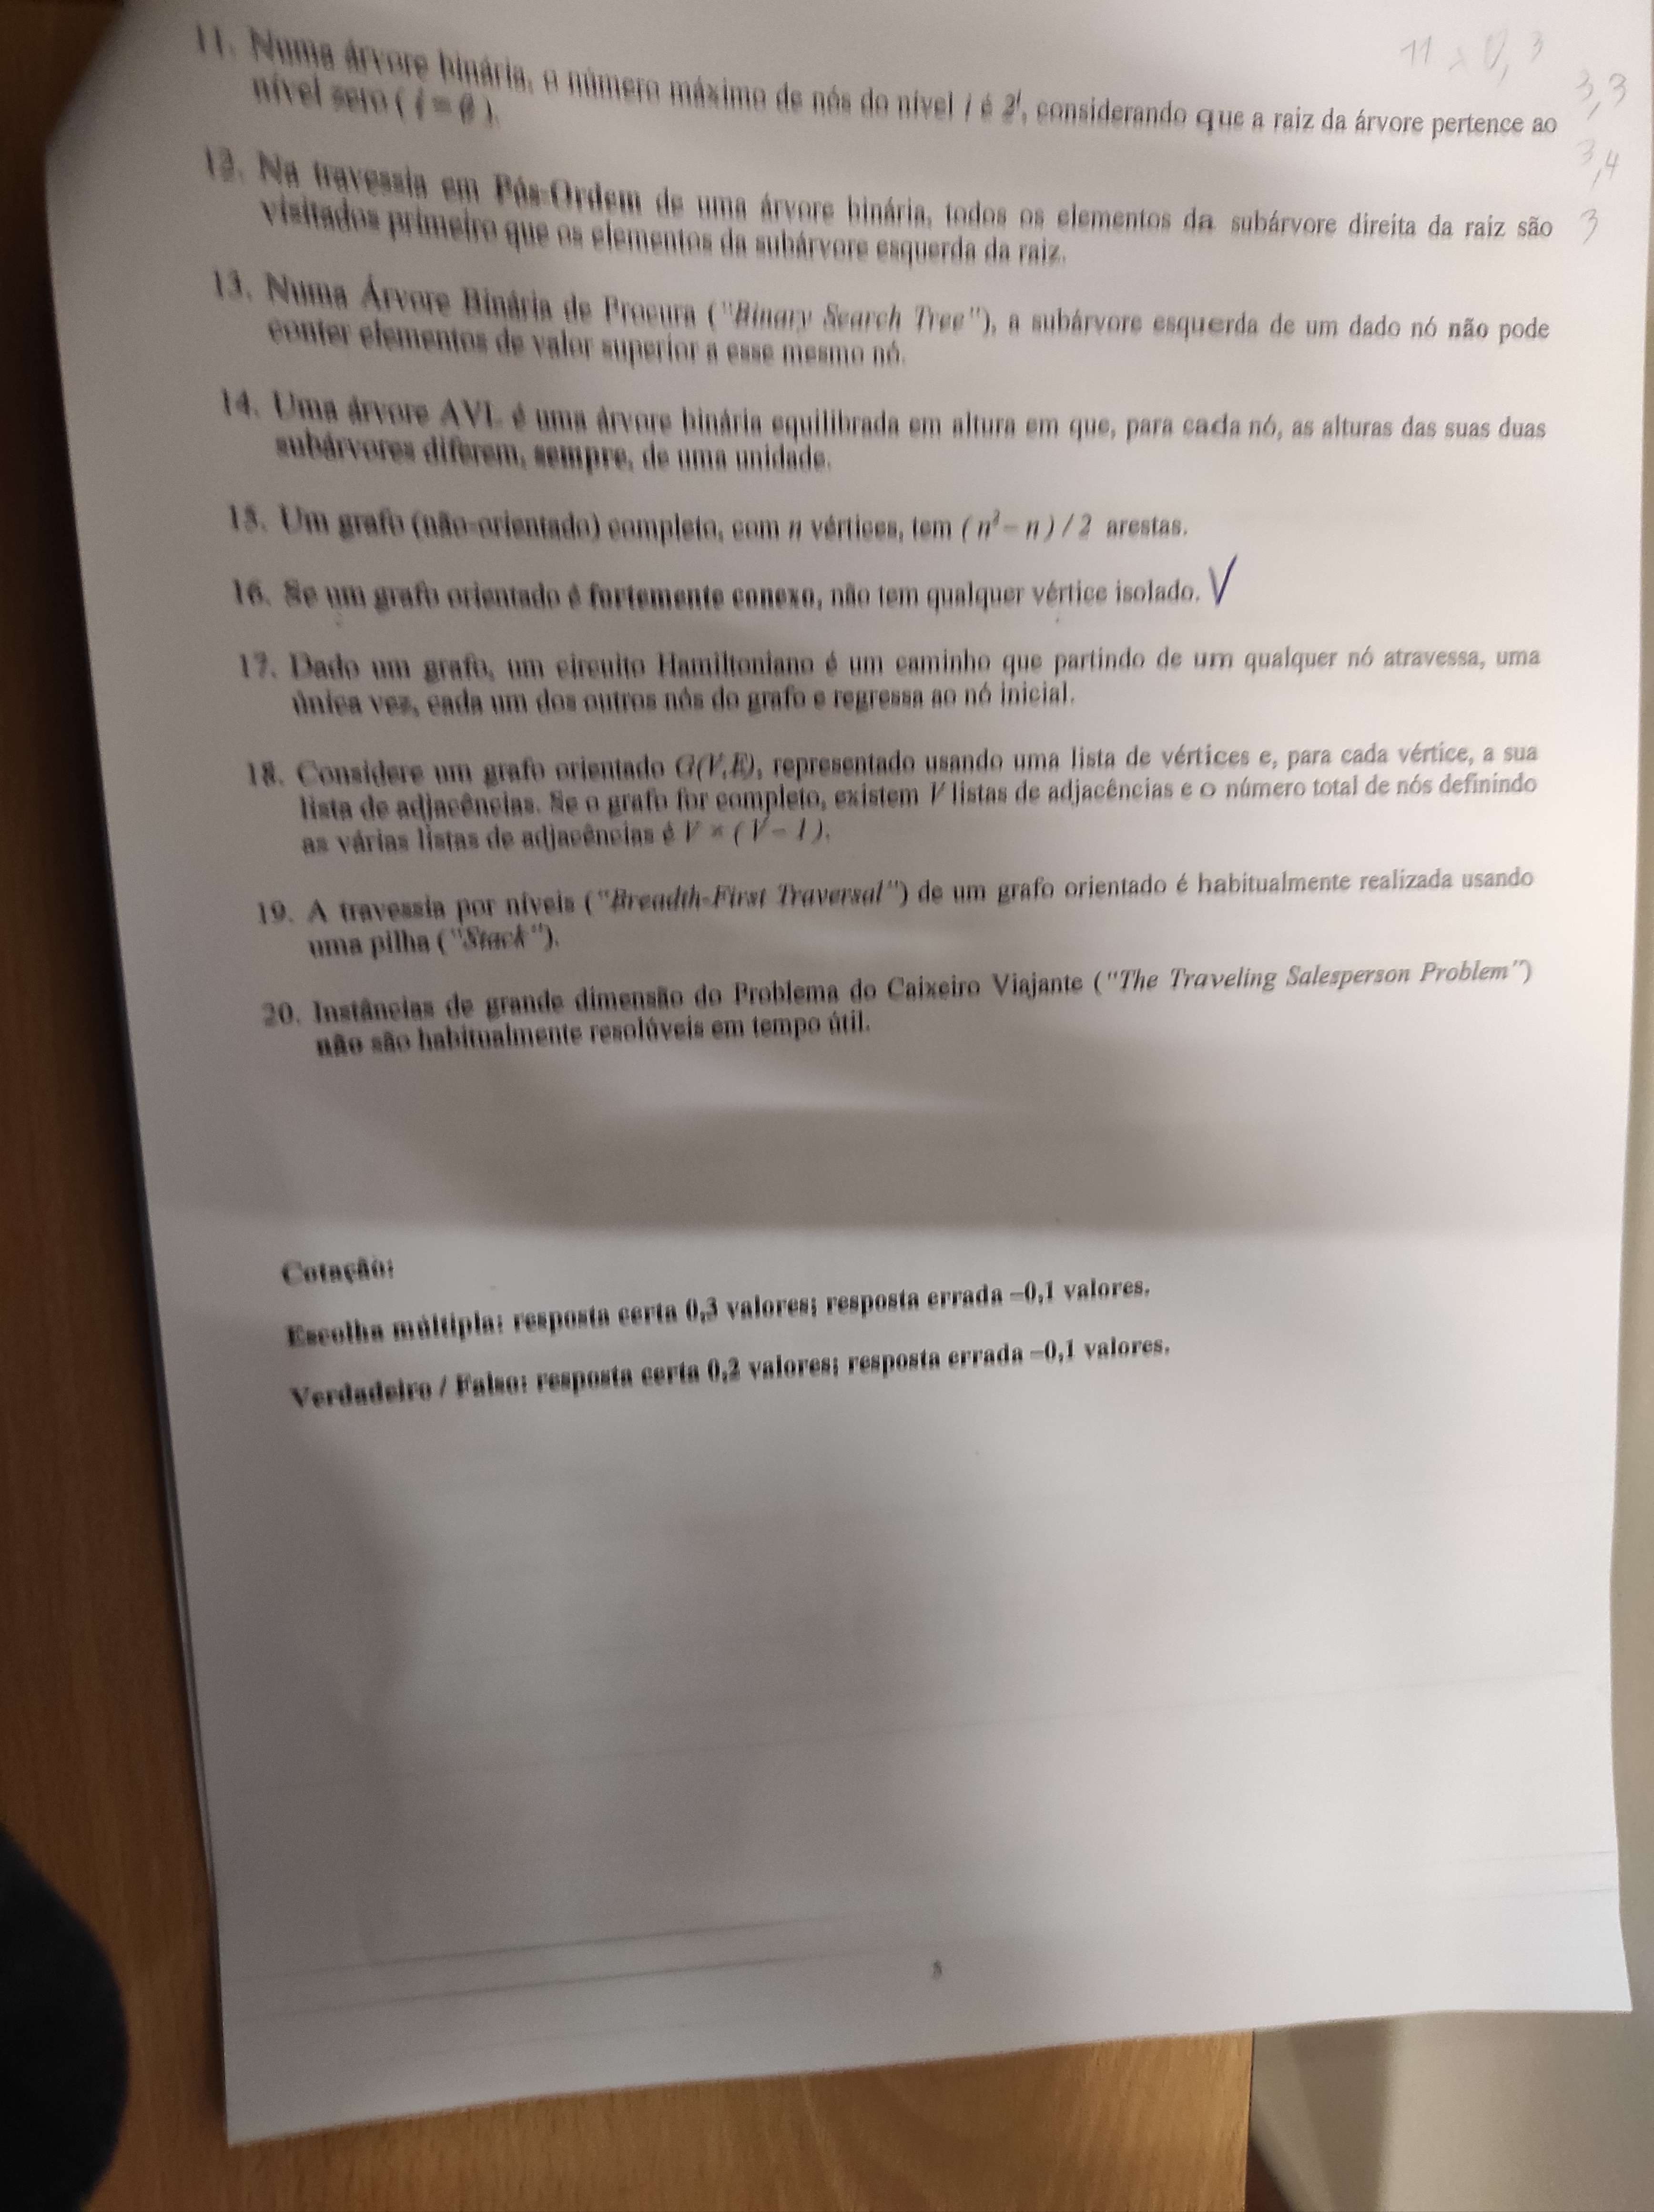 11 x 0,3
11. Numa árvore binária, o número máximo de nós do nível i é 2^i, considerando que a raiz da árvore pertence ao
3,3
nível zero ( i = 0 ).
3,4
12. Na travessia em Pós-Ordem de uma árvore binária, todos os elementos da subárvore direita da raiz são
3
visitados primeiro que os elementos da subárvore esquerda da raiz.
13. Numa Árvore Binária de Procura ("Binary Search Tree"), a subárvore esquerda de um dado nó não pode
conter elementos de valor superior a esse mesmo nó.
14. Uma árvore AVL é uma árvore binária equilibrada em altura em que, para cada nó, as alturas das suas duas
subárvores diferem, sempre, de uma unidade.
15. Um grafo (não-orientado) completo, com n vértices, tem ( n² – n ) / 2 arestas.
16. Se um grafo orientado é fortemente conexo, não tem qualquer vértice isolado. V
17. Dado um grafo, um circuito Hamiltoniano é um caminho que partindo de um qualquer nó atravessa, uma
única vez, cada um dos outros nós do grafo e regressa ao nó inicial.
18. Considere um grafo orientado G(V,E), representado usando uma lista de vértices e, para cada vértice, a sua
lista de adjacências. Se o grafo for completo, existem V listas de adjacências e o número total de nós definindo
as várias listas de adjacências é V × ( V – 1 ).
19. A travessia por níveis ("Breadth-First Traversal") de um grafo orientado é habitualmente realizada usando
uma pilha ("Stack").
20. Instâncias de grande dimensão do Problema do Caixeiro Viajante ("The Traveling Salesperson Problem")
não são habitualmente resolúveis em tempo útil.
Cotação:
Escolha múltipla: resposta certa 0,3 valores; resposta errada –0,1 valores.
Verdadeiro / Falso: resposta certa 0,2 valores; resposta errada –0,1 valores.